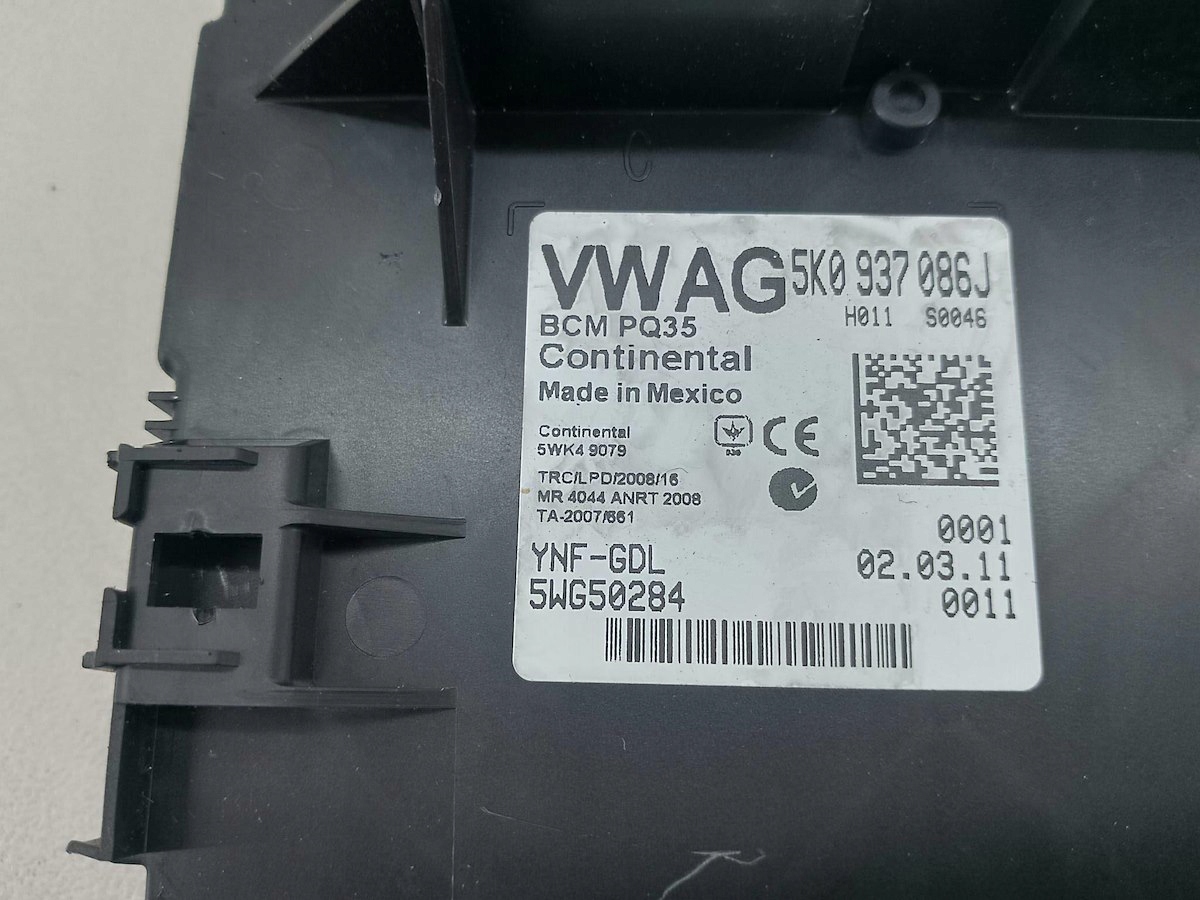 C
VWAG 5K0 937 086J
H011 S0046
BCM PQ35
Continental
Made in Mexico
Continental
5WK4 9079
CE
TRC/LPD/2008/16
MR 4044 ANRT 2008
TA-2007/661
0001
YNF-GDL 02.03.11
5WG50284 0011